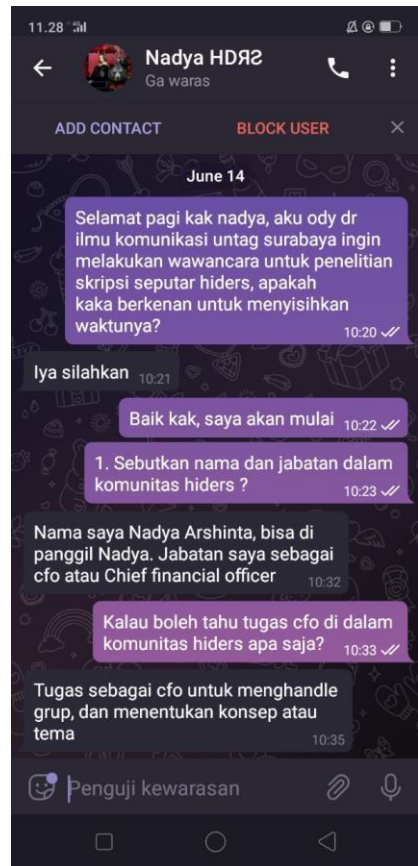 11.28
Nadya HDЯƧ
Ga waras
ADD CONTACT BLOCK USER
June 14
Selamat pagi kak nadya, aku ody dr
ilmu komunikasi untag surabaya ingin
melakukan wawancara untuk penelitian
skripsi seputar hiders, apakah
kaka berkenan untuk menyisihkan
waktunya?
10:20
Iya silahkan 10:21
Baik kak, saya akan mulai 10:22
1. Sebutkan nama dan jabatan dalam
komunitas hiders ?
10:23
Nama saya Nadya Arshinta, bisa di
panggil Nadya. Jabatan saya sebagai
cfo atau Chief financial officer 10:32
Kalau boleh tahu tugas cfo di dalam
komunitas hiders apa saja? 10:33
Tugas sebagai cfo untuk menghandle
grup, dan menentukan konsep atau
tema 10:35
Penguji kewarasan